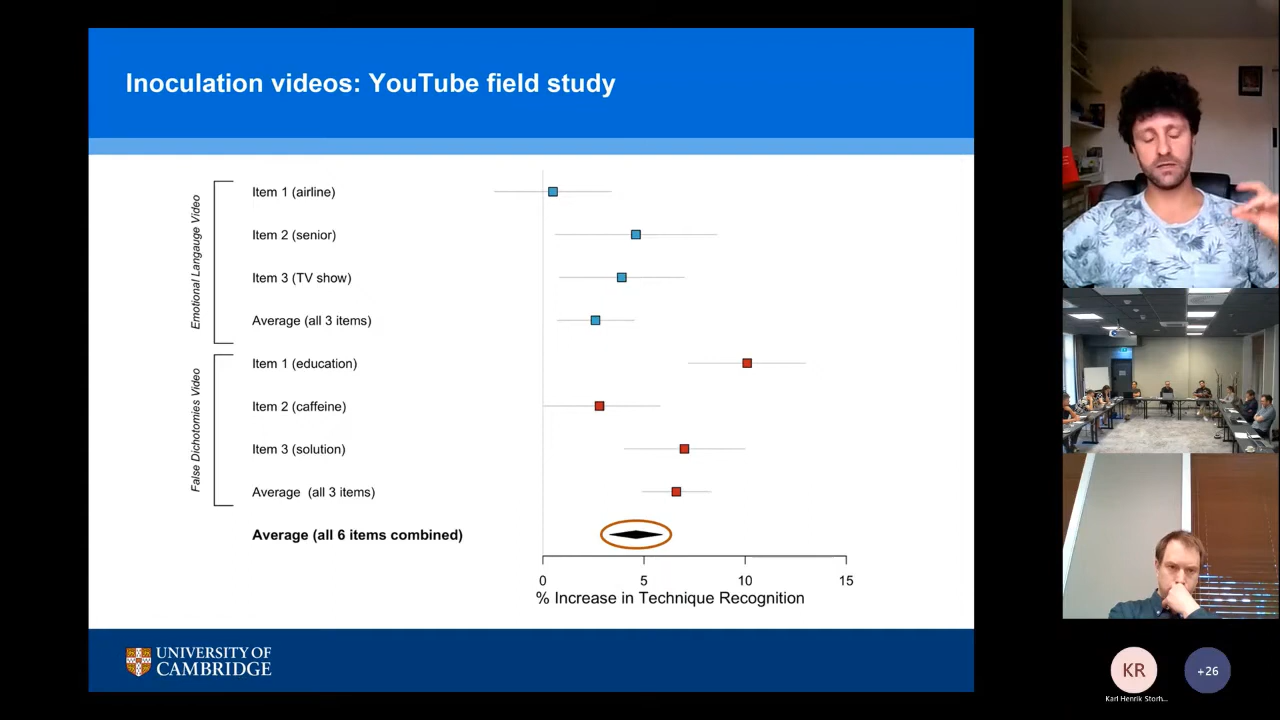 Inoculation videos: YouTube field study
Emotional Langauge Video
Item 1 (airline)
Item 2 (senior)
Item 3 (TV show)
Average (all 3 items)
False Dichotomies Video
Item 1 (education)
Item 2 (caffeine)
Item 3 (solution)
Average (all 3 items)
Average (all 6 items combined)
0 5 10 15
% Increase in Technique Recognition
UNIVERSITY OF
CAMBRIDGE
KR
+26
Karl Henrik Storh...